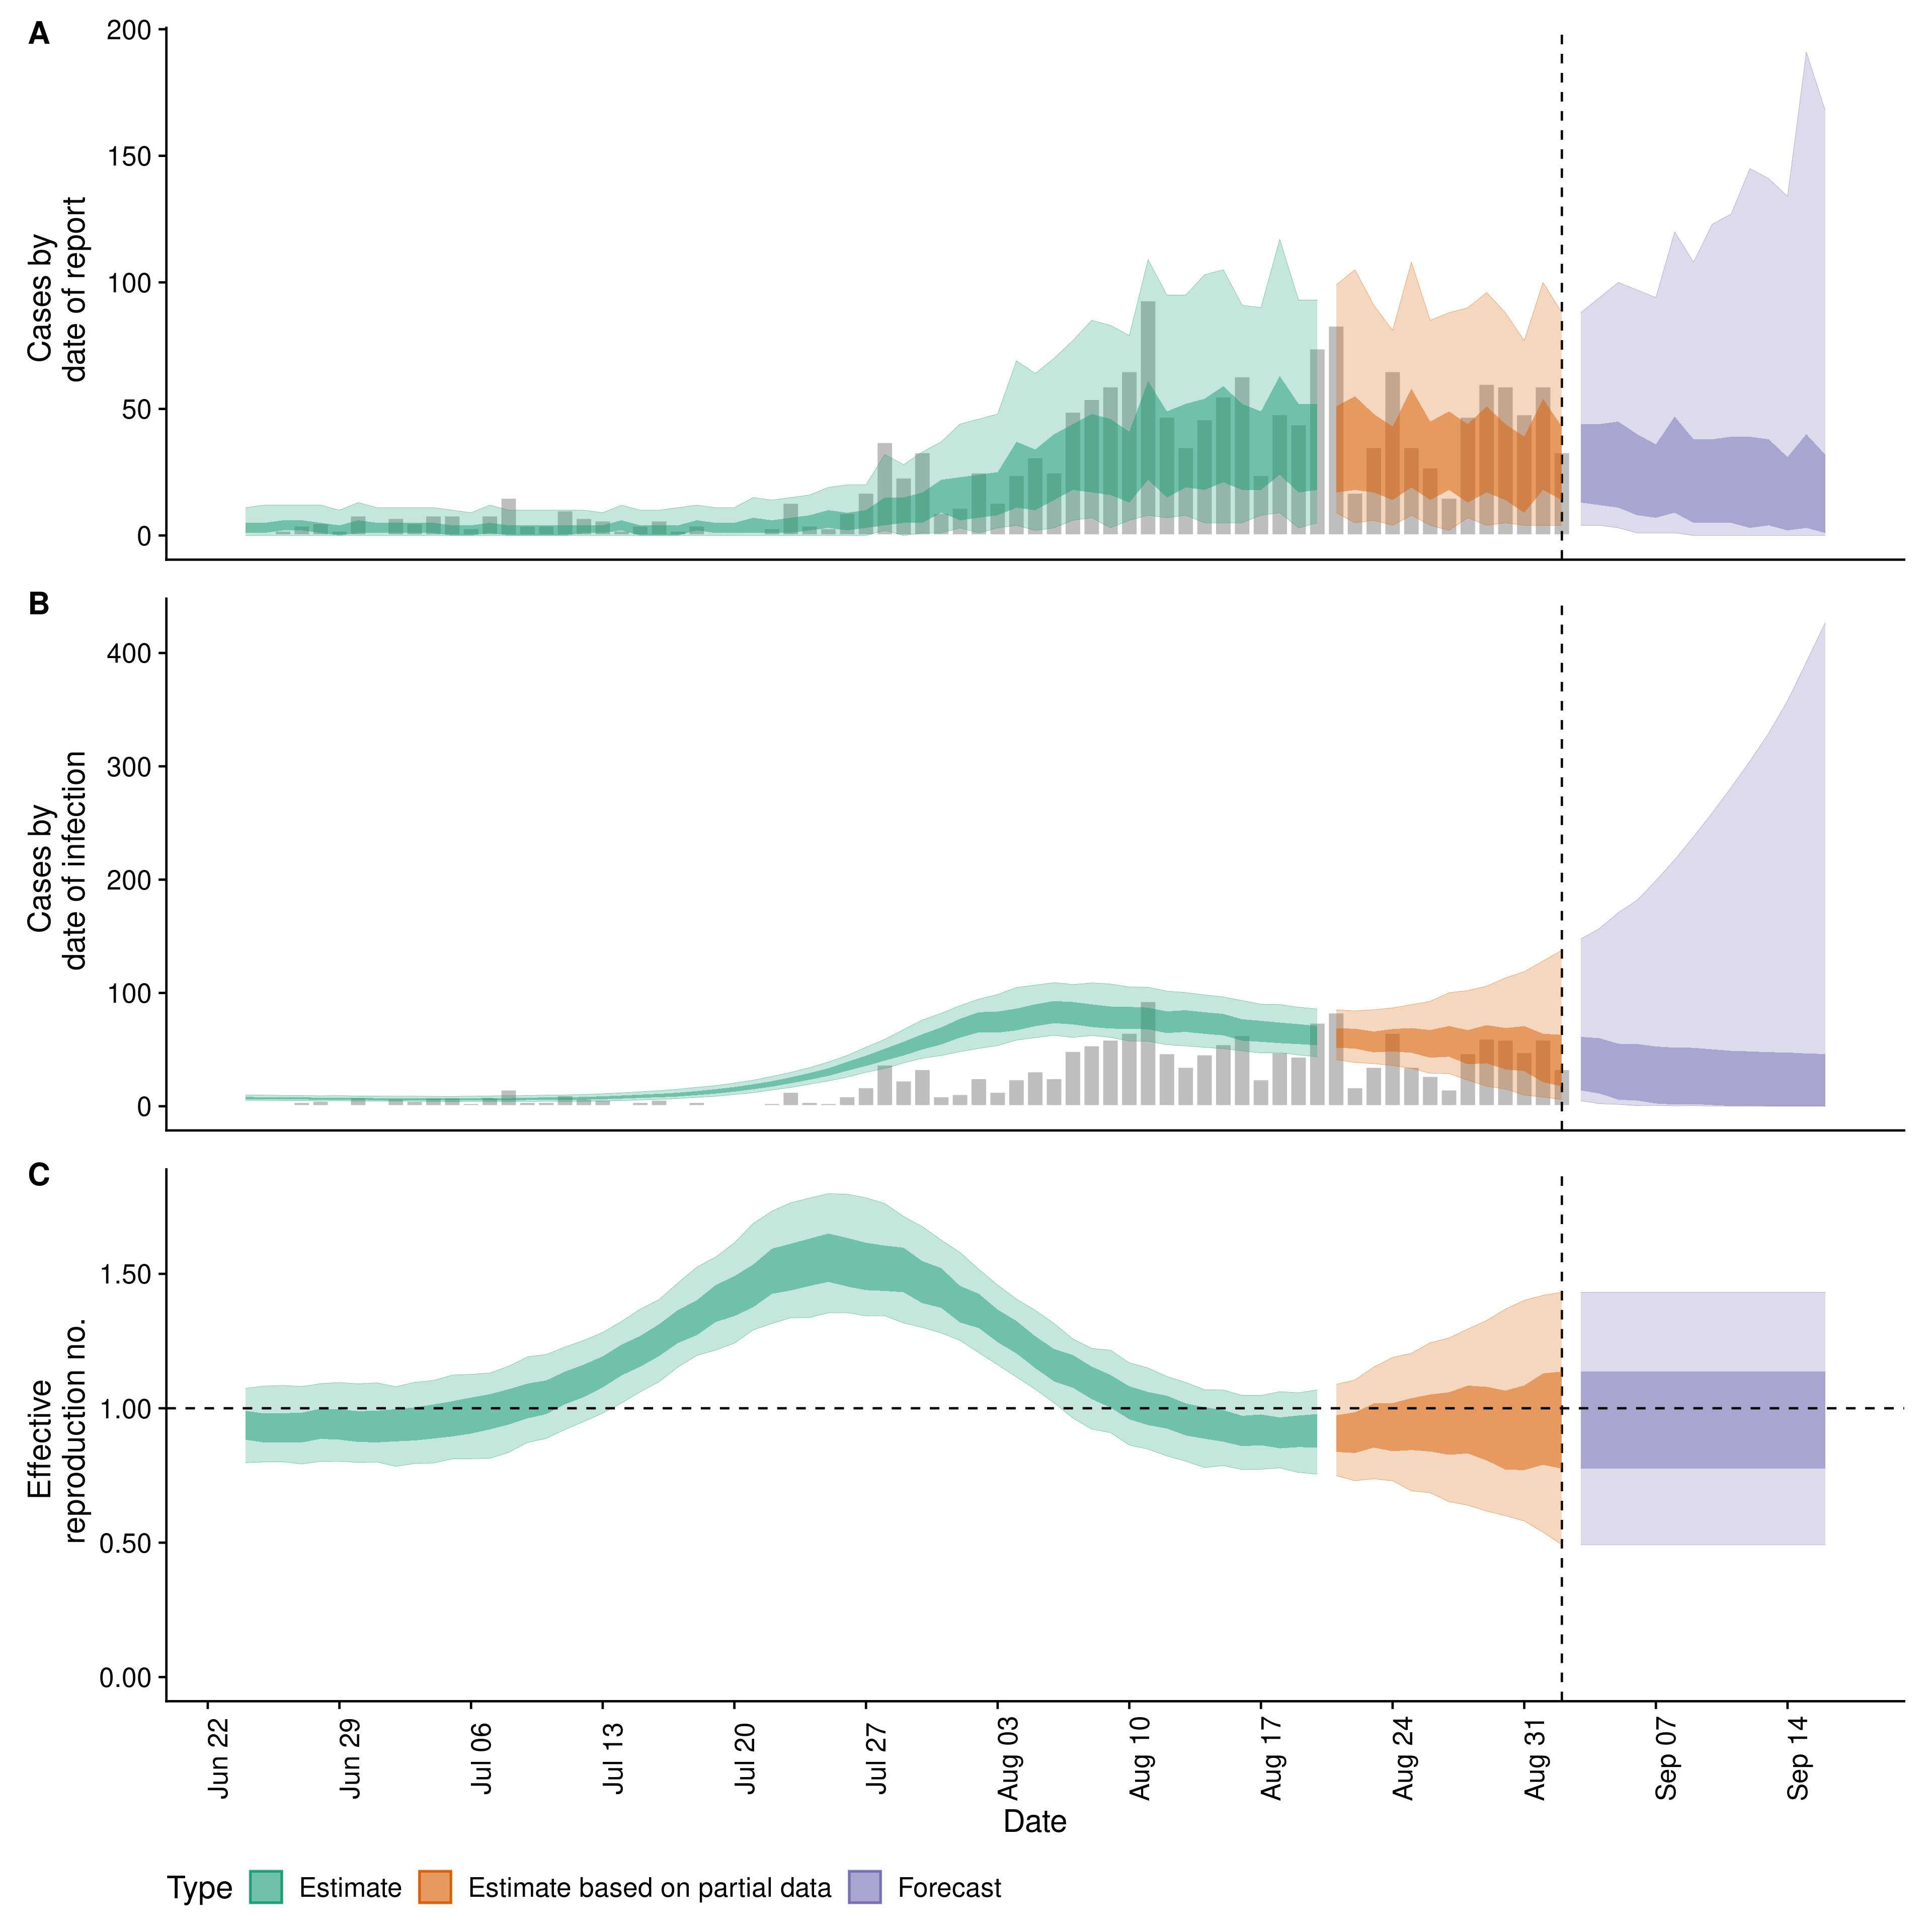 A
200
150
100
50
0
Cases by
date of report
B
400
300
200
100
0
Cases by
date of infection
C
1.50
1.00
0.50
0.00
Effective
reproduction no.
Jun 22
Jun 29
Jul 06
Jul 13
Jul 20
Jul 27
Aug 03
Aug 10
Aug 17
Aug 24
Aug 31
Sep 07
Sep 14
Date
Type Estimate Estimate based on partial data Forecast